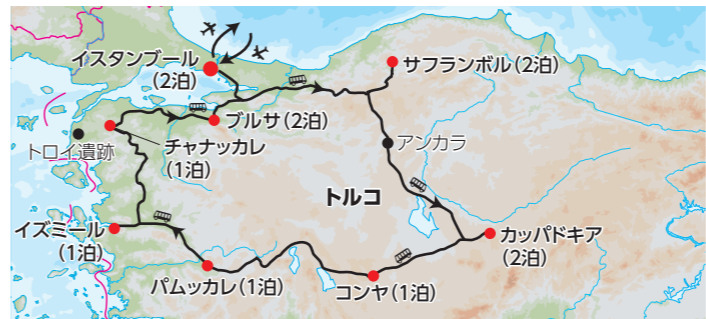 イスタンブール
(2泊)
サフランボル(2泊)
ブルサ(2泊)
チャナッカレ
(1泊)
トロイ遺跡
アンカラ
トルコ
イズミール
(1泊)
カッパドキア
(2泊)
パムッカレ(1泊)
コンヤ(1泊)